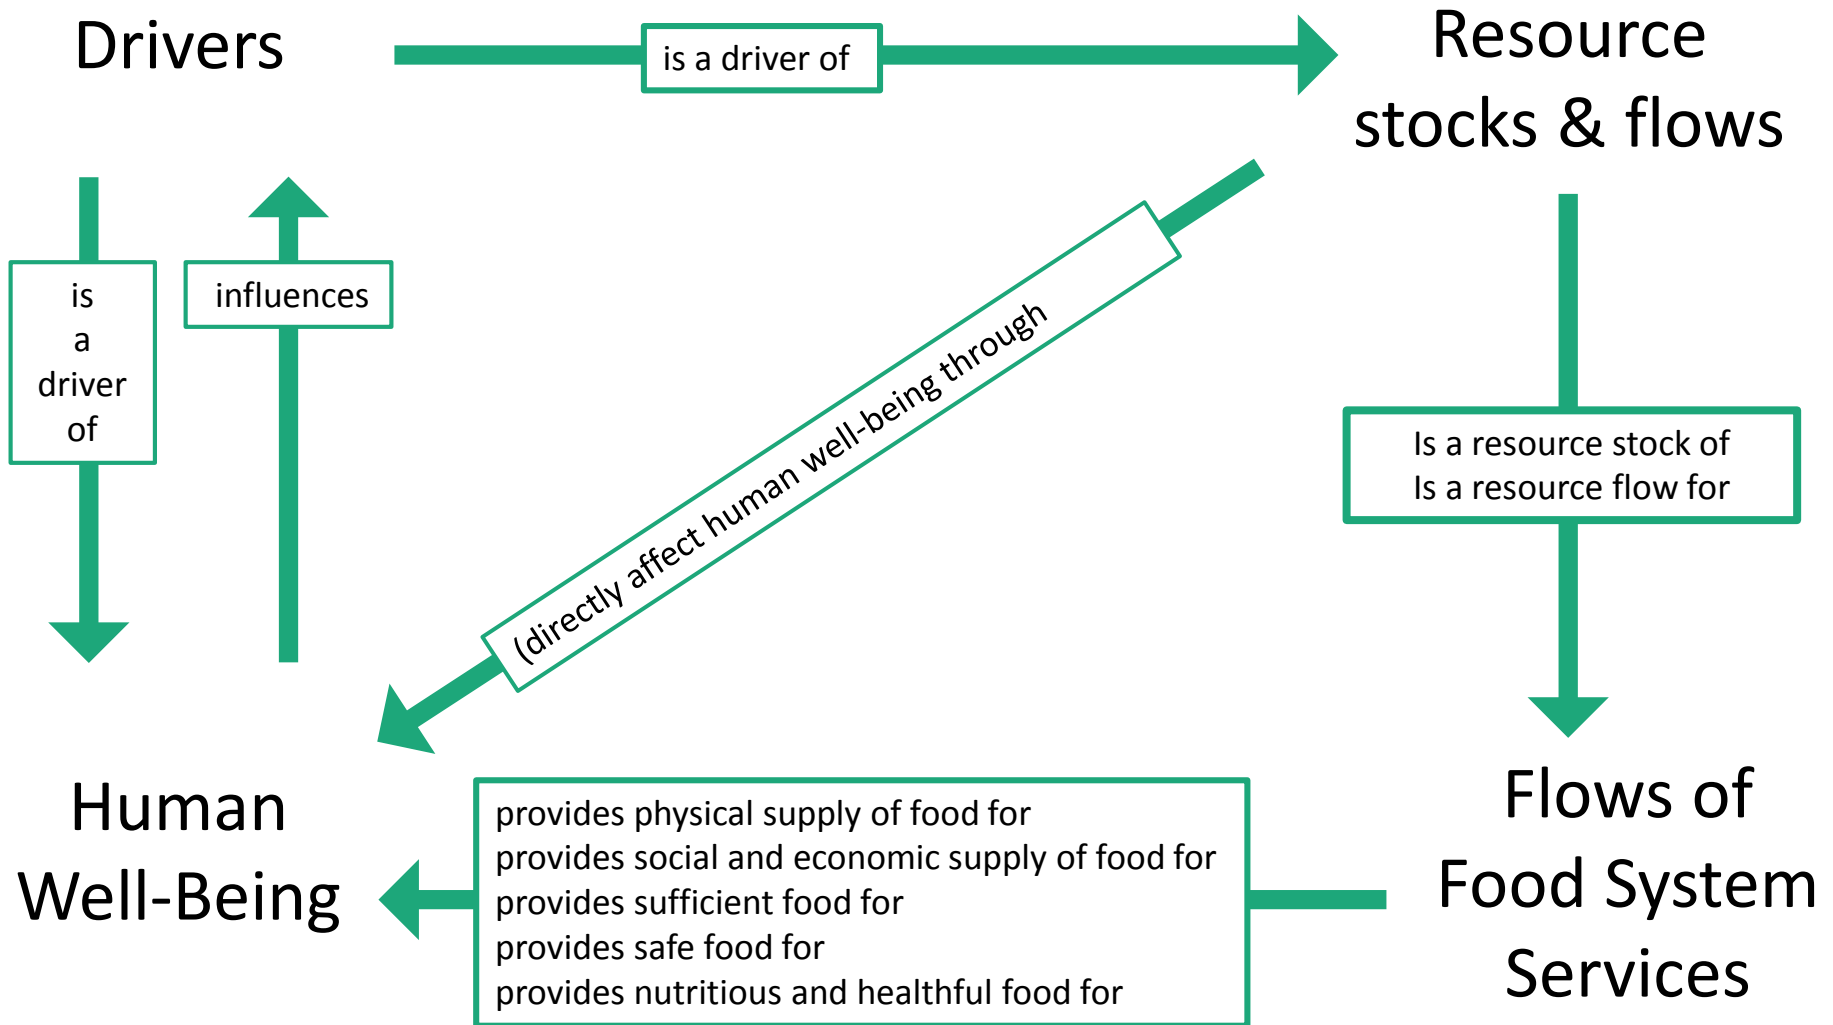 Drivers
is a driver of
Resource
stocks & flows
is
a
driver
of
influences
(directly affect human well-being through
Is a resource stock of
Is a resource flow for
Human
Well-Being
provides physical supply of food for
provides social and economic supply of food for
provides sufficient food for
provides safe food for
provides nutritious and healthful food for
Flows of
Food System
Services